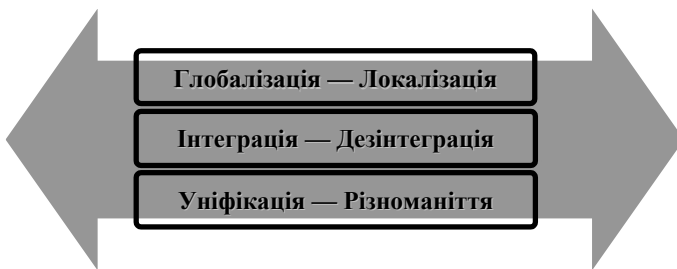 Глобалізація — Локалізація
Інтеграція — Дезінтеграція
Уніфікація — Різноманіття